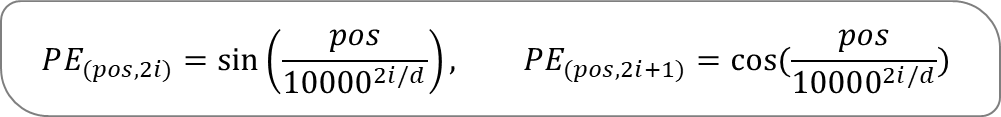 PE_(pos,2i) = sin(pos/10000^(2i/d)), PE_(pos,2i+1) = cos(pos/10000^(2i/d))